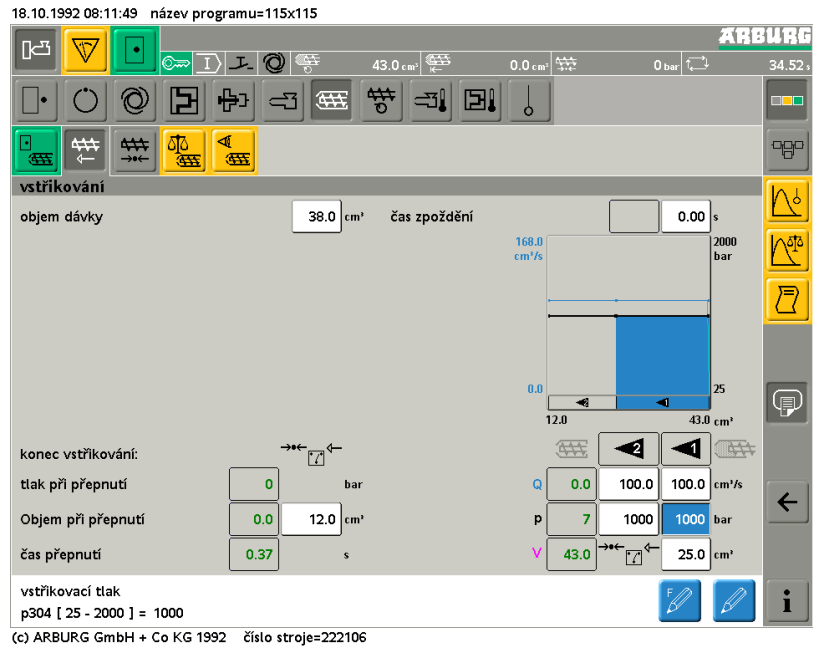 18.10.1992 08:11:49 název programu=115x115
ARBURG
43.0 cm³ 0.0 cm³ 0 bar 34.52 s
vstřikování
objem dávky 38.0 cm³ čas zpoždění 0.00 s
168.0 2000
cm³/s bar
0.0 25
2 1
12.0 43.0 cm³
konec vstřikování: 2 1
tlak při přepnutí 0 bar Q 0.0 100.0 100.0 cm³/s
Objem při přepnutí 0.0 12.0 cm³ p 7 1000 1000 bar
čas přepnutí 0.37 s V 43.0 25.0 cm³
vstřikovací tlak
p304 [ 25 - 2000 ] = 1000
F
i
(c) ARBURG GmbH + Co KG 1992 číslo stroje=222106